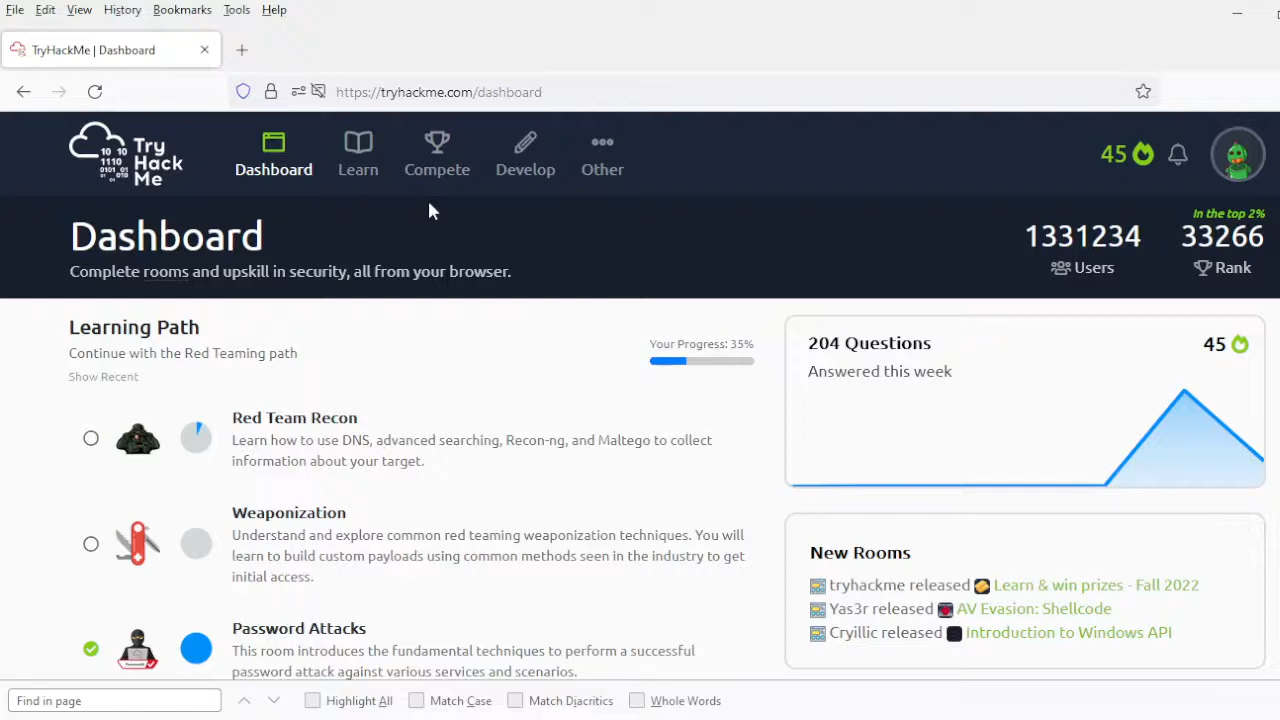 File Edit View History Bookmarks Tools Help
TryHackMe | Dashboard
https://tryhackme.com/dashboard
10 10
1110
0101 01
Try
Hack
Me
Dashboard Learn Compete Develop Other
45
Dashboard
Complete rooms and upskill in security, all from your browser.
1331234
Users
In the top 2%
33266
Rank
Learning Path
Continue with the Red Teaming path
Show Recent
Your Progress: 35%
Red Team Recon
Learn how to use DNS, advanced searching, Recon-ng, and Maltego to collect
information about your target.
Weaponization
Understand and explore common red teaming weaponization techniques. You will
learn to build custom payloads using common methods seen in the industry to get
initial access.
Password Attacks
This room introduces the fundamental techniques to perform a successful
password attack against various services and scenarios.
204 Questions
45
Answered this week
New Rooms
tryhackme released Learn & win prizes - Fall 2022
Yas3r released AV Evasion: Shellcode
Cryillic released Introduction to Windows API
Find in page Highlight All Match Case Match Diacritics Whole Words